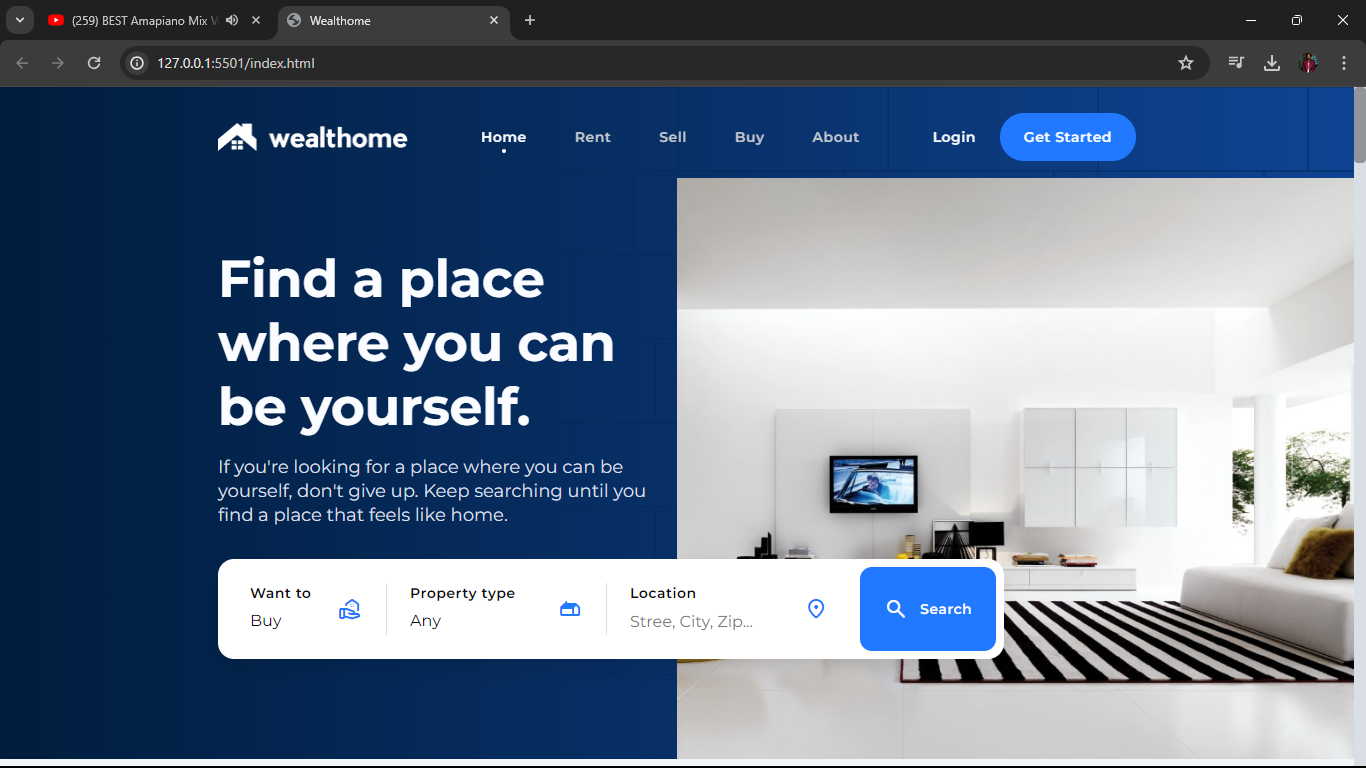 (259) BEST Amapiano Mix
Wealthome
127.0.0.1:5501/index.html
wealthome
Home
Rent
Sell
Buy
About
Login
Get Started
Find a place
where you can
be yourself.
If you're looking for a place where you can be
yourself, don't give up. Keep searching until you
find a place that feels like home.
Want to
Buy
Property type
Any
Location
Stree, City, Zip...
Search